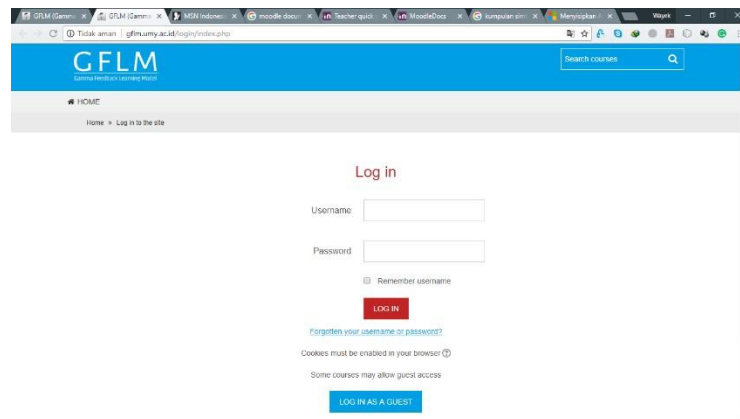 GFLM (Gamma
GFLM (Gamma
MSN Indonesi
moodle docum
Teacher quick
MoodleDocs
kumpulan sim
Menyisipkan
Wayek
Tidak aman | gflm.umy.ac.id/login/index.php
GFLM
Gamma Feedback Learning Model
Search courses
HOME
Home » Log in to the site
Log in
Username
Password
Remember username
LOG IN
Forgotten your username or password?
Cookies must be enabled in your browser
Some courses may allow guest access
LOG IN AS A GUEST